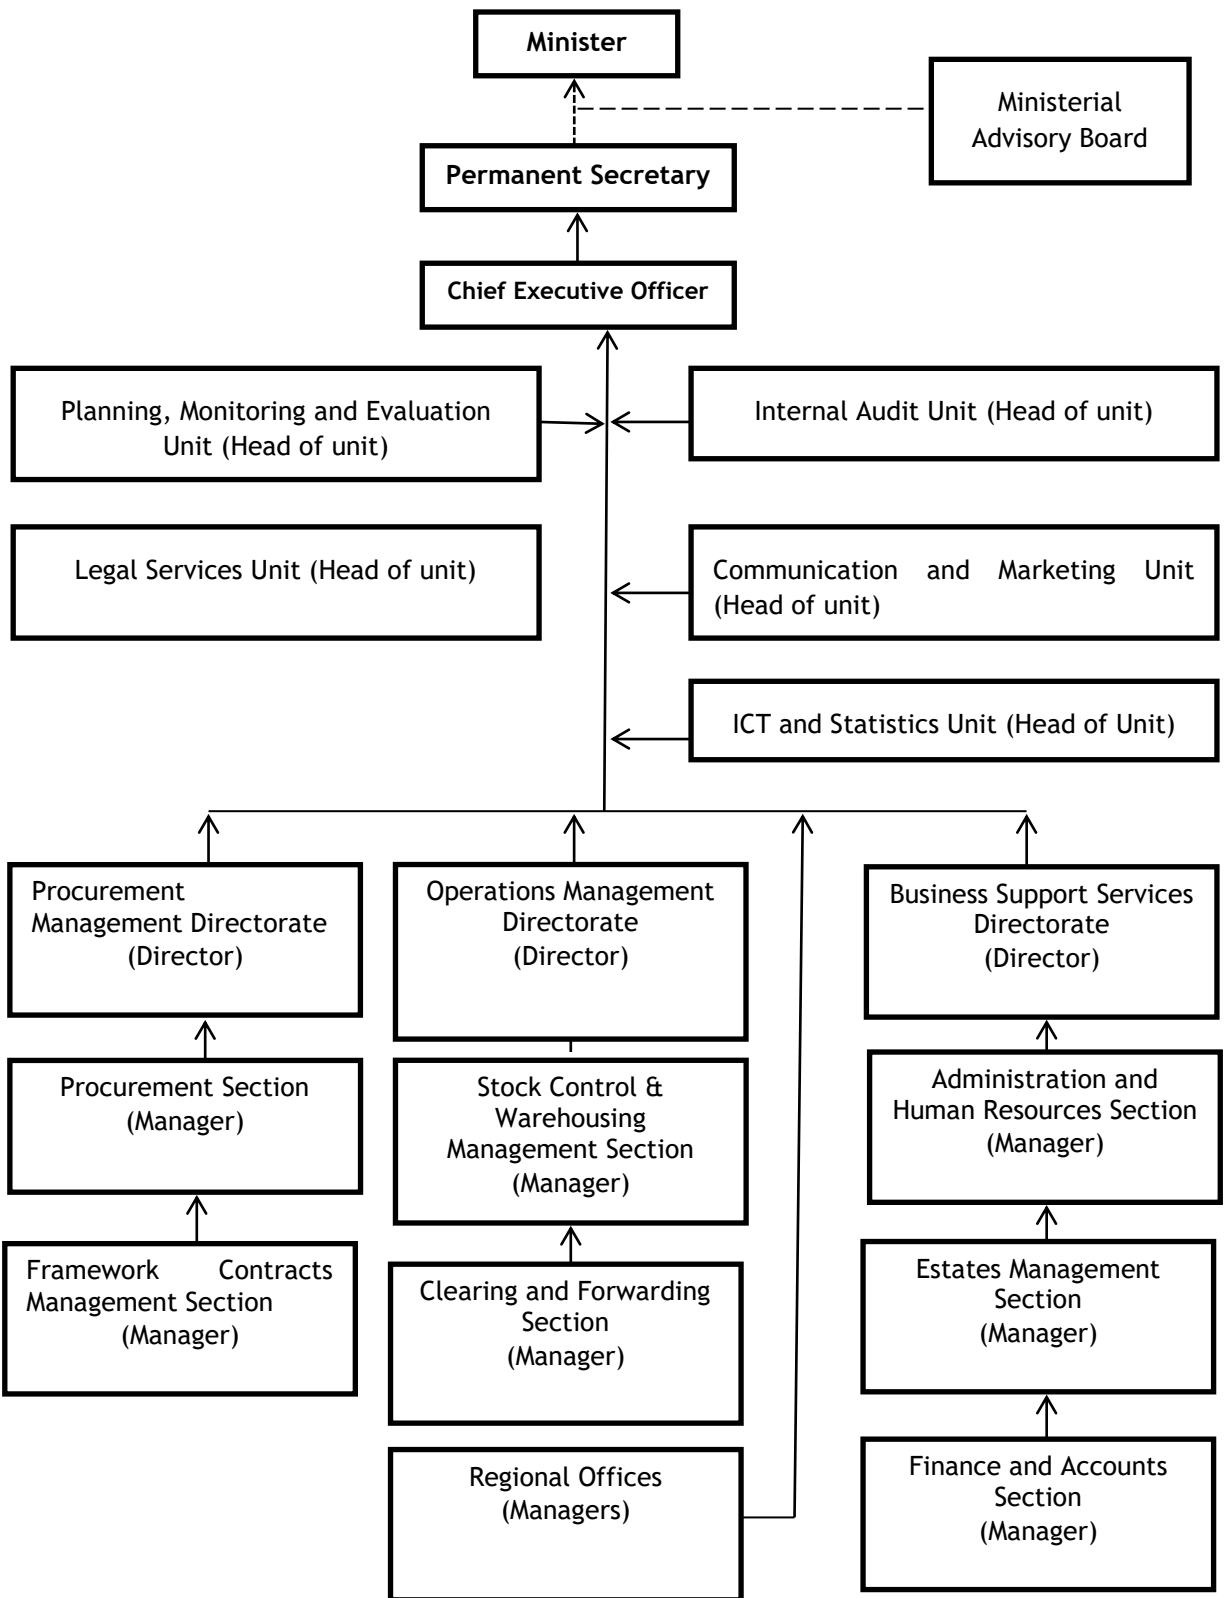 Minister
Ministerial
Advisory Board
Permanent Secretary
Chief Executive Officer
Planning, Monitoring and Evaluation
Unit (Head of unit)
Internal Audit Unit (Head of unit)
Legal Services Unit (Head of unit)
Communication and Marketing Unit
(Head of unit)
ICT and Statistics Unit (Head of Unit)
Procurement
Management Directorate
(Director)
Operations Management
Directorate
(Director)
Business Support Services
Directorate
(Director)
Procurement Section
(Manager)
Stock Control &
Warehousing
Management Section
(Manager)
Administration and
Human Resources Section
(Manager)
Framework Contracts
Management Section
(Manager)
Clearing and Forwarding
Section
(Manager)
Estates Management
Section
(Manager)
Regional Offices
(Managers)
Finance and Accounts
Section
(Manager)